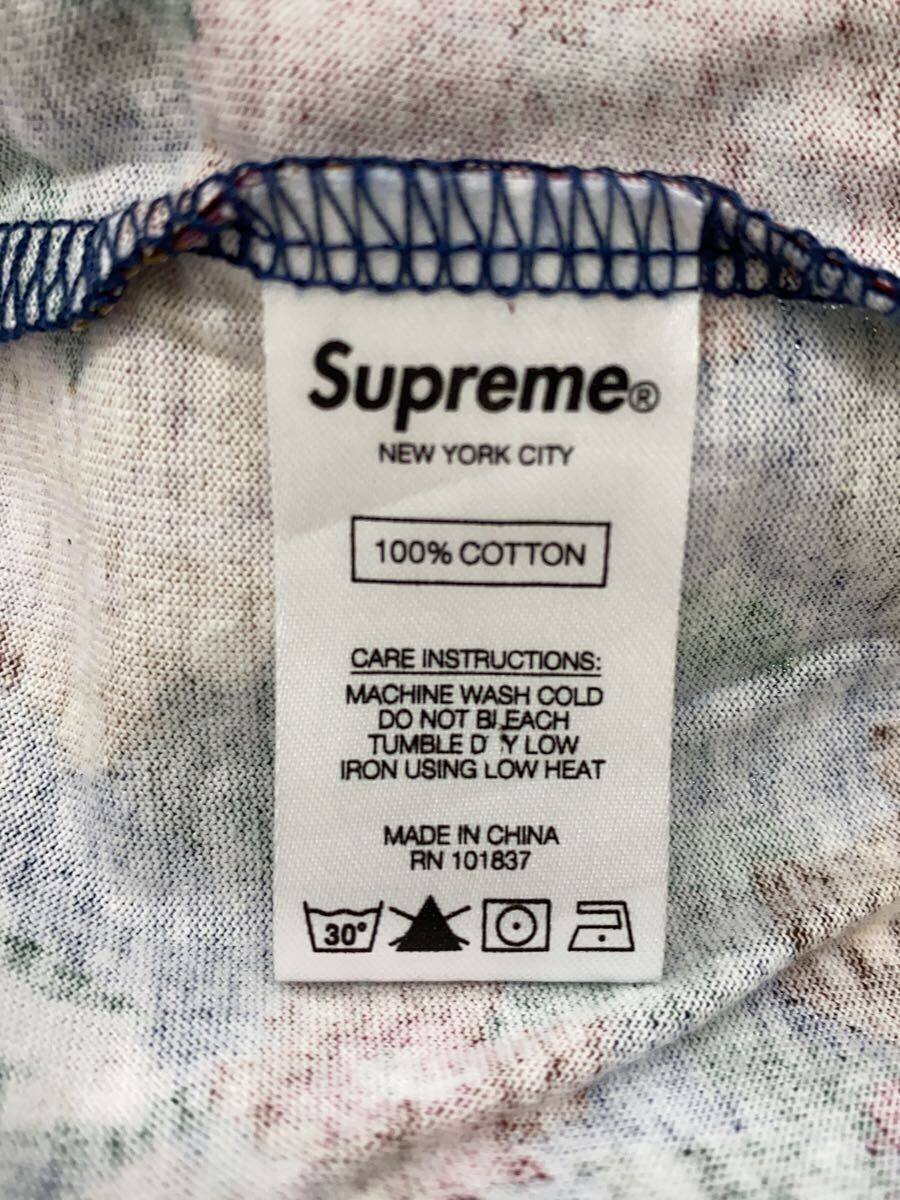 Supreme®
NEW YORK CITY
100% COTTON
CARE INSTRUCTIONS:
MACHINE WASH COLD
DO NOT BLEACH
TUMBLE D Y LOW
IRON USING LOW HEAT
MADE IN CHINA
RN 101837
30°